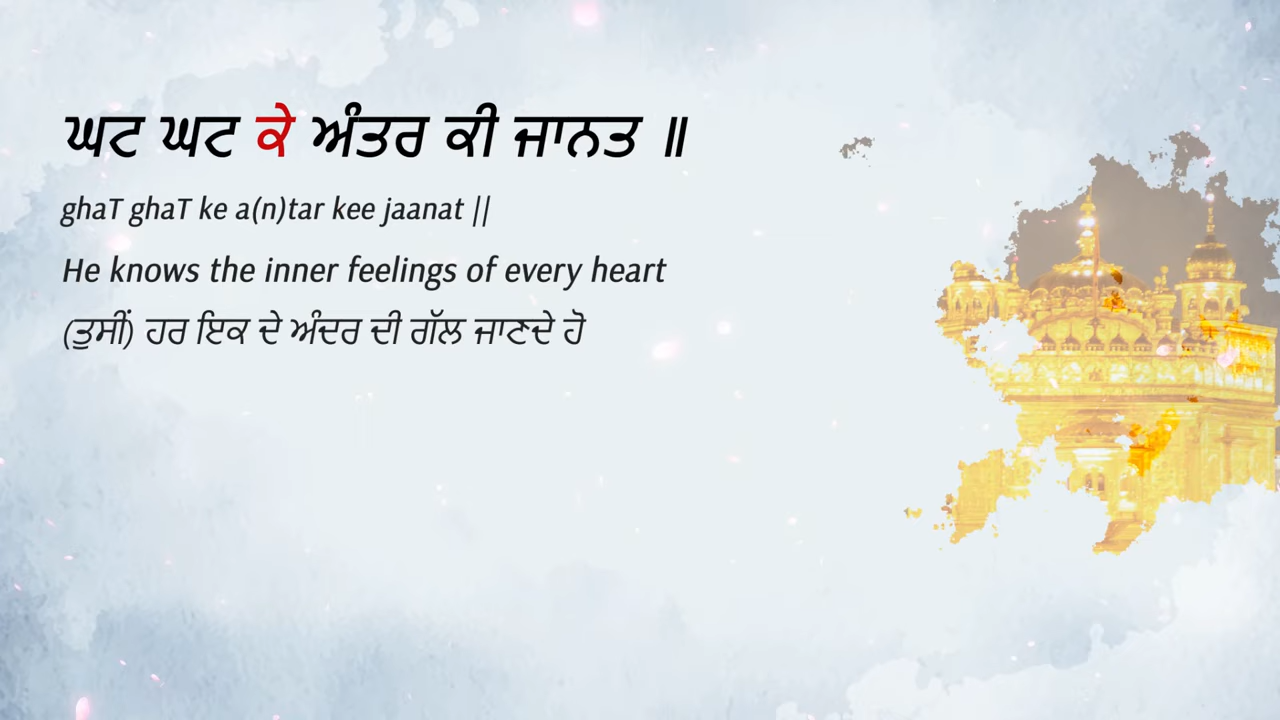 ਘਟ ਘਟ ਕੇ ਅੰਤਰ ਕੀ ਜਾਨਤ ॥
ghaT ghaT ke a(n)tar kee jaanat ||
He knows the inner feelings of every heart
(ਤੁਸੀਂ) ਹਰ ਇਕ ਦੇ ਅੰਦਰ ਦੀ ਗੱਲ ਜਾਣਦੇ ਹੋ